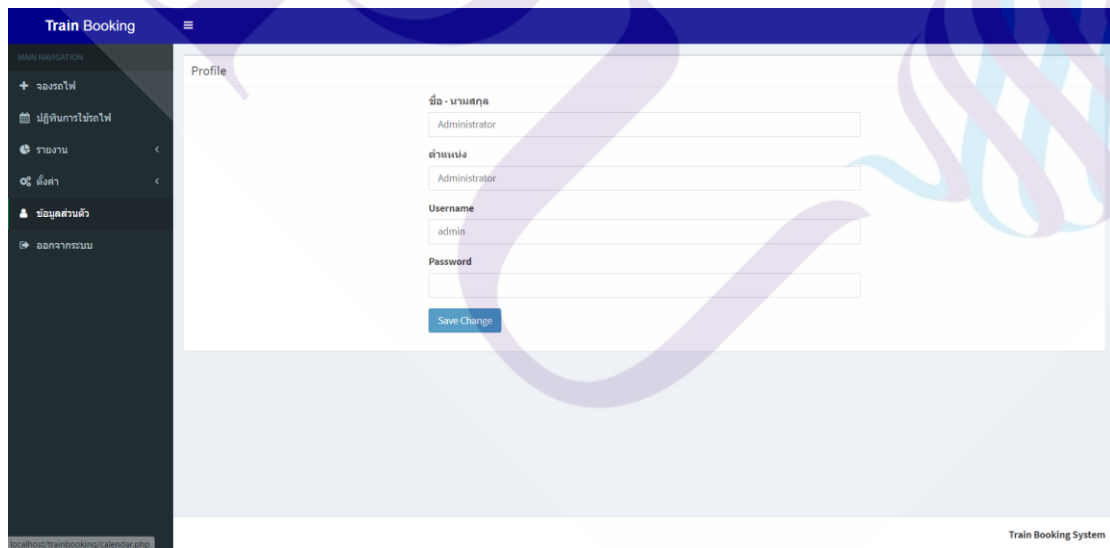 Train Booking
MAIN NAVIGATION
จองรถไฟ
ปฏิทินการใช้รถไฟ
รายงาน
ตั้งค่า
ข้อมูลส่วนตัว
ออกจากระบบ
Profile
ชื่อ - นามสกุล
Administrator
ตำแหน่ง
Administrator
Username
admin
Password
Save Change
Train Booking System
localhost/trainbooking/calendar.php